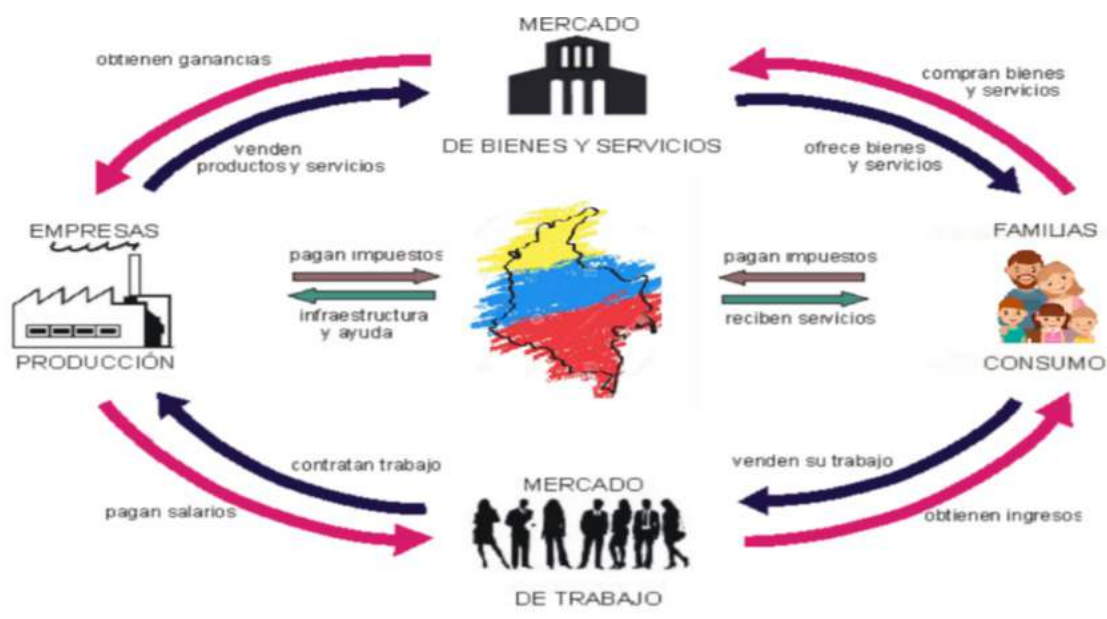 MERCADO
obtienen ganancias
compran bienes
y servicios
venden
productos y servicios
DE BIENES Y SERVICIOS
ofrece bienes
y servicios
EMPRESAS
FAMILIAS
pagan impuestos
pagan impuestos
infraestructura
y ayuda
reciben servicios
PRODUCCIÓN
CONSUMO
contratan trabajo
venden su trabajo
MERCADO
pagan salarios
obtienen ingresos
DE TRABAJO